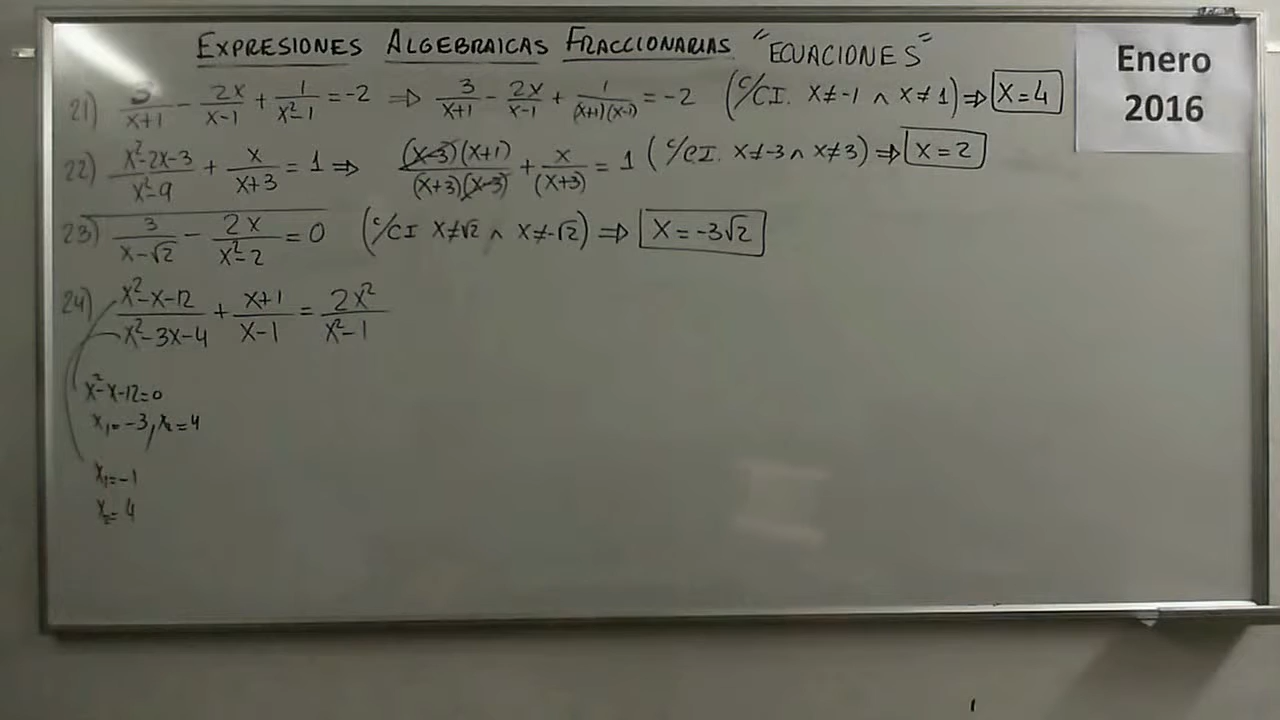 EXPRESIONES ALGEBRAICAS FRACCIONARIAS "ECUACIONES"
Enero
2016
21) 3/(x+1) - 2x/(x-1) + 1/(x²-1) = -2 ⇒ 3/(x+1) - 2x/(x-1) + 1/((x+1)(x-1)) = -2 (C/CI. X≠-1 ∧ X≠1) ⇒ X=4
22) (x²-2x-3)/(x²-9) + x/(x+3) = 1 ⇒ ((x-3)(x+1))/((x+3)(x-3)) + x/(x+3) = 1 (C/CI. X≠-3 ∧ X≠3) ⇒ X=2
23) 3/(x-√2) - 2x/(x²-2) = 0 (C/CI X≠√2 ∧ X≠-√2) ⇒ X=-3√2
24) (x²-x-12)/(x²-3x-4) + (x+1)/(x-1) = 2x²/(x²-1)
x²-x-12=0
x₁=-3, x₂=4
x₁=-1
x₂=4